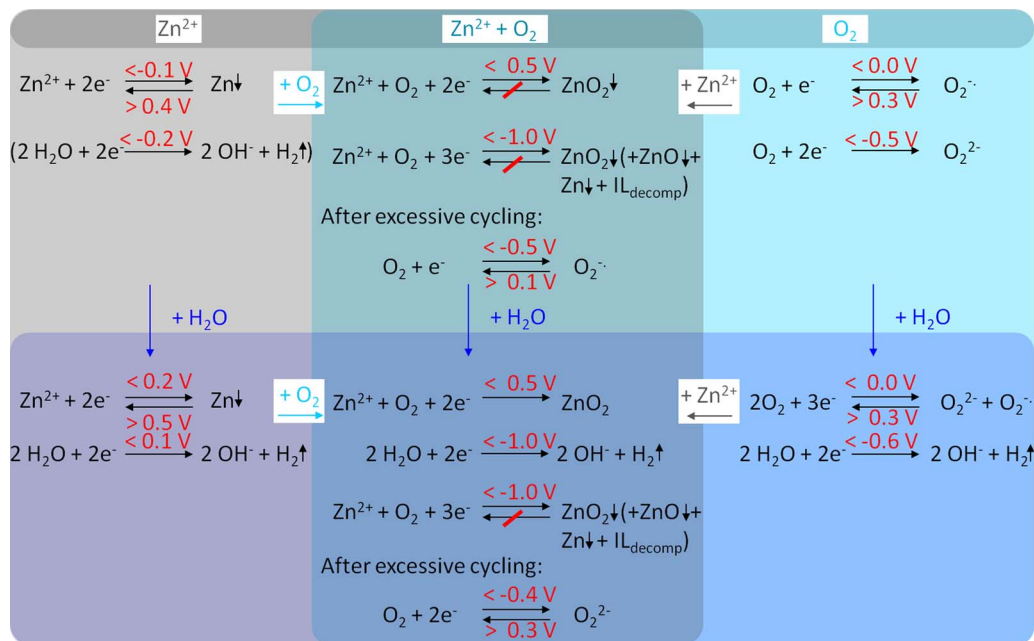 Zn²⁺ Zn²⁺ + O₂ O₂
Zn²⁺ + 2e⁻ < -0.1 V > 0.4 V Zn↓
(2 H₂O + 2e⁻ < -0.2 V 2 OH⁻ + H₂↑)
+ O₂
Zn²⁺ + O₂ + 2e⁻ < 0.5 V ZnO₂↓
Zn²⁺ + O₂ + 3e⁻ < -1.0 V ZnO₂↓(+ZnO↓+
Zn↓ + IL_decomp)
After excessive cycling:
O₂ + e⁻ < -0.5 V > 0.1 V O₂⁻·
+ Zn²⁺
O₂ + e⁻ < 0.0 V > 0.3 V O₂⁻·
O₂ + 2e⁻ < -0.5 V O₂²⁻
+ H₂O + H₂O + H₂O
Zn²⁺ + 2e⁻ < 0.2 V > 0.5 V Zn↓
2 H₂O + 2e⁻ < 0.1 V 2 OH⁻ + H₂↑
+ O₂
Zn²⁺ + O₂ + 2e⁻ < 0.5 V ZnO₂
2 H₂O + 2e⁻ < -1.0 V 2 OH⁻ + H₂↑
Zn²⁺ + O₂ + 3e⁻ < -1.0 V ZnO₂↓(+ZnO↓+
Zn↓ + IL_decomp)
After excessive cycling:
O₂ + 2e⁻ < -0.4 V > 0.3 V O₂²⁻
+ Zn²⁺
2O₂ + 3e⁻ < 0.0 V > 0.3 V O₂²⁻ + O₂⁻·
2 H₂O + 2e⁻ < -0.6 V 2 OH⁻ + H₂↑